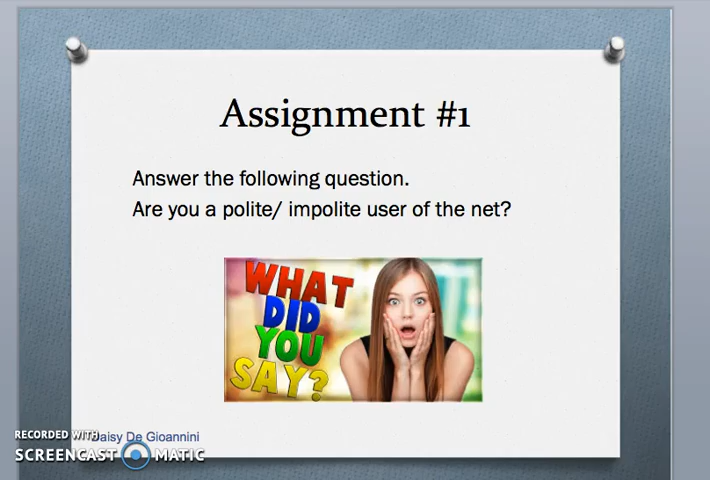 Assignment #1
Answer the following question.
Are you a polite/ impolite user of the net?
WHAT
DID
YOU
SAY?
Daisy De Gioannini
RECORDED WITH
SCREENCAST MATIC